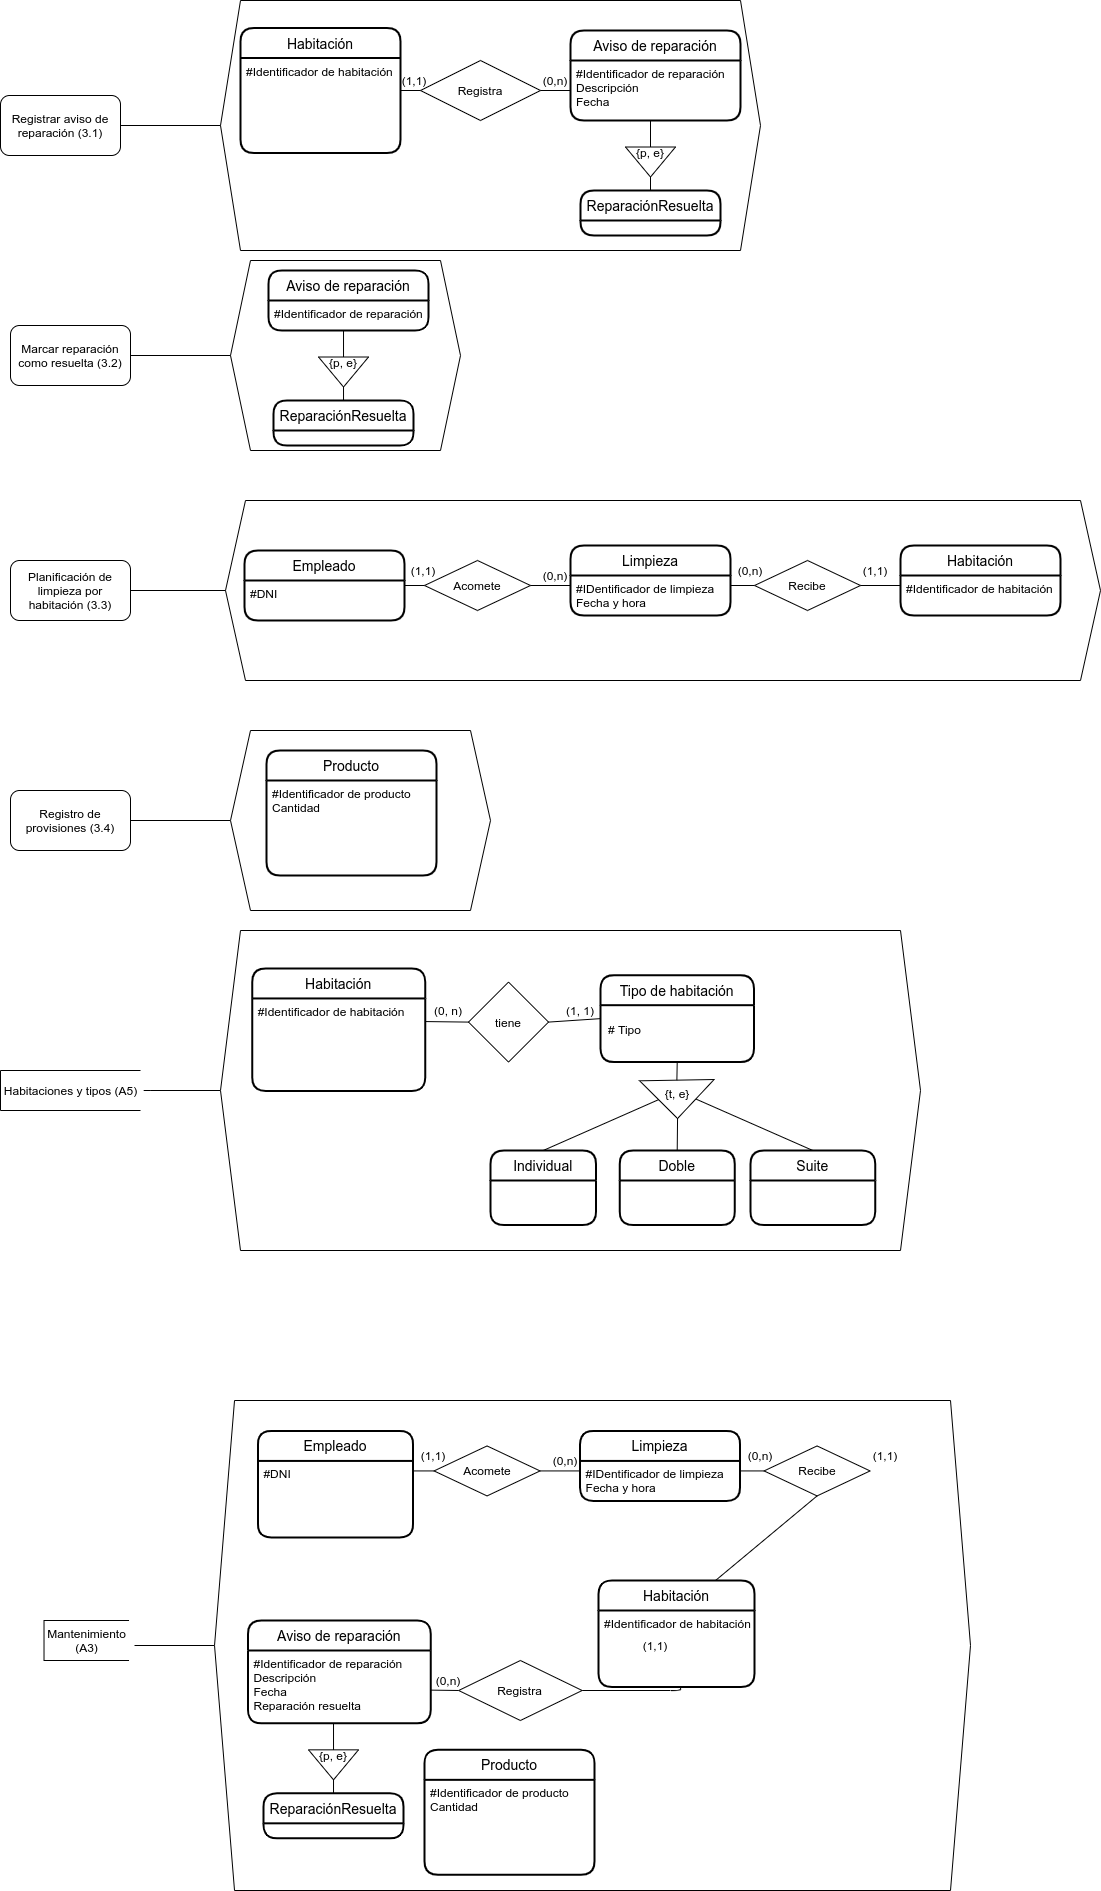 Registrar aviso de
reparación (3.1)
Habitación
#Identificador de habitación
(1,1)
Registra
(0,n)
Aviso de reparación
#Identificador de reparación
Descripción
Fecha
{p, e}
ReparaciónResuelta
Marcar reparación
como resuelta (3.2)
Aviso de reparación
#Identificador de reparación
{p, e}
ReparaciónResuelta
Planificación de
limpieza por
habitación (3.3)
Empleado
#DNI
(1,1)
Acomete
(0,n)
Limpieza
#IDentificador de limpieza
Fecha y hora
(0,n)
Recibe
(1,1)
Habitación
#Identificador de habitación
Registro de
provisiones (3.4)
Producto
#Identificador de producto
Cantidad
Habitaciones y tipos (A5)
Habitación
#Identificador de habitación
(0, n)
tiene
(1, 1)
Tipo de habitación
# Tipo
{t, e}
Individual
Doble
Suite
Mantenimiento
(A3)
Empleado
#DNI
(1,1)
Acomete
(0,n)
Limpieza
#IDentificador de limpieza
Fecha y hora
(0,n)
Recibe
(1,1)
Habitación
#Identificador de habitación
(1,1)
Aviso de reparación
#Identificador de reparación
Descripción
Fecha
Reparación resuelta
(0,n)
Registra
{p, e}
ReparaciónResuelta
Producto
#Identificador de producto
Cantidad